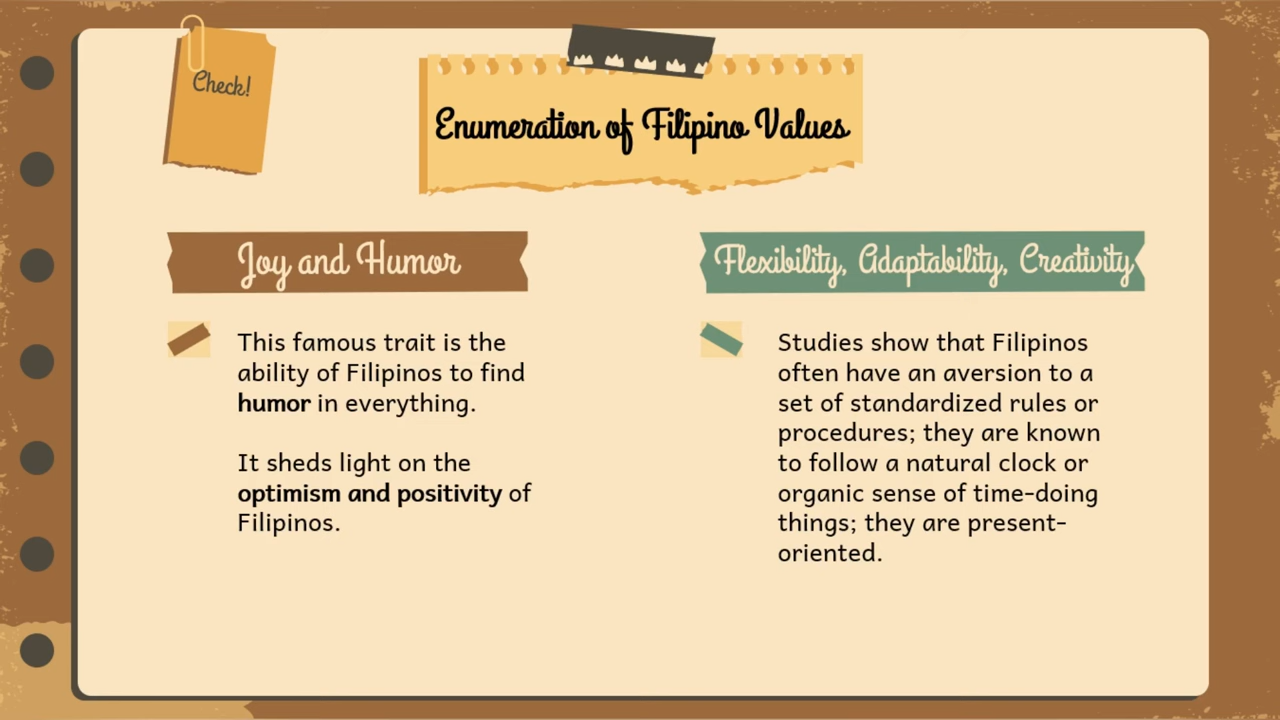 Check!
Enumeration of Filipino Values
Joy and Humor
This famous trait is the
ability of Filipinos to find
humor in everything.
It sheds light on the
optimism and positivity of
Filipinos.
Flexibility, Adaptability, Creativity
Studies show that Filipinos
often have an aversion to a
set of standardized rules or
procedures; they are known
to follow a natural clock or
organic sense of time-doing
things; they are present-
oriented.